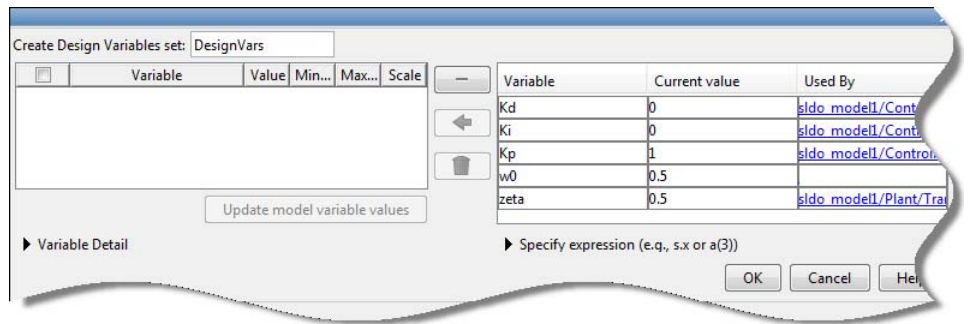 Create Design Variables set: DesignVars
Variable Value Min... Max... Scale
Variable Current value Used By
Kd 0 sldo_model1/Cont
Ki 0 sldo_model1/Cont
Kp 1 sldo_model1/Contro
w0 0.5
zeta 0.5 sldo_model1/Plant/Tra
Update model variable values
Variable Detail
Specify expression (e.g., s.x or a(3))
OK Cancel Help